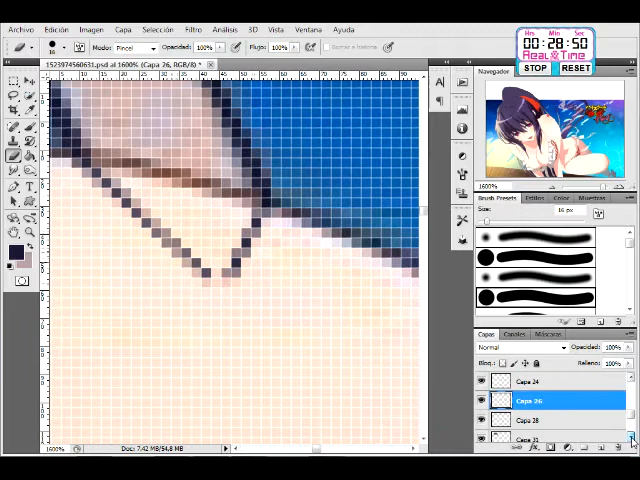 Archivo Edición Imagen Capa Selección Filtro Análisis 3D Vista Ventana Ayuda
Hrs Min Sec
00:28:50
Real Time
STOP RESET
16 Modo: Pincel Opacidad: 100% Flujo: 100% Borrar a historia
1523974560631.psd al 1600% (Capa 26, RGB/8) *
Navegador
1600%
Brush Presets Estilos Color Muestras
Size: 16 px
Capas Canales Máscaras
Normal Opacidad: 100%
Bloq.: Relleno: 100%
Capa 24
Capa 26
Capa 28
Capa 31
1600% Doc: 7,42 MB/54,8 MB